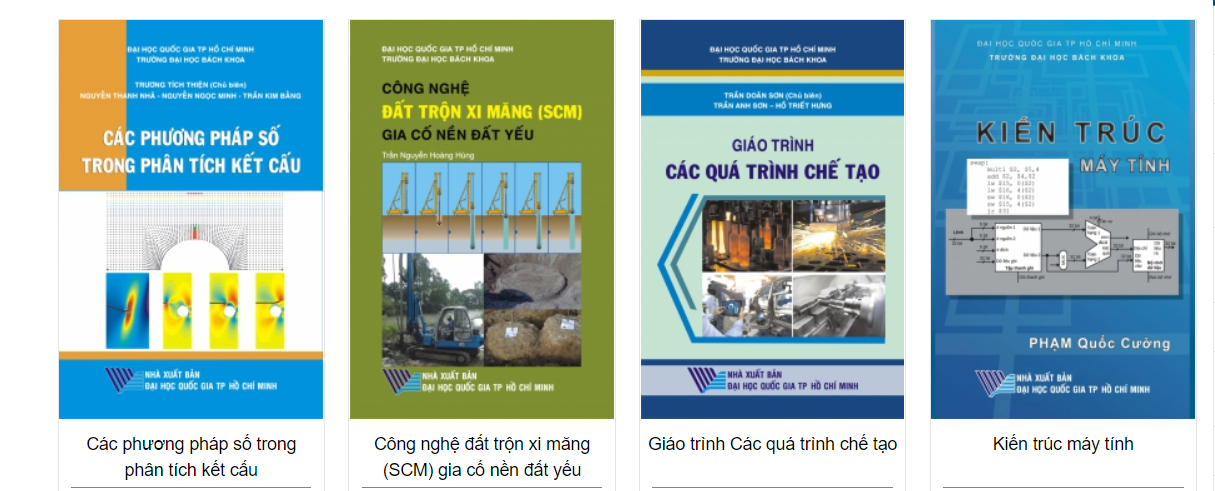 ĐẠI HỌC QUỐC GIA TP HỒ CHÍ MINH
TRƯỜNG ĐẠI HỌC BÁCH KHOA
TRƯƠNG TÍCH THIỆN (Chủ biên)
NGUYỄN THANH NHÃ - NGUYỄN NGỌC MINH - TRẦN KIM BẰNG
CÁC PHƯƠNG PHÁP SỐ
TRONG PHÂN TÍCH KẾT CẤU
NHÀ XUẤT BẢN
ĐẠI HỌC QUỐC GIA TP HỒ CHÍ MINH
Các phương pháp số trong
phân tích kết cấu
ĐẠI HỌC QUỐC GIA TP HỒ CHÍ MINH
TRƯỜNG ĐẠI HỌC BÁCH KHOA
CÔNG NGHỆ
ĐẤT TRỘN XI MĂNG (SCM)
GIA CỐ NỀN ĐẤT YẾU
Trần Nguyễn Hoàng Hùng
NHÀ XUẤT BẢN
ĐẠI HỌC QUỐC GIA TP HỒ CHÍ MINH
Công nghệ đất trộn xi măng
(SCM) gia cố nền đất yếu
ĐẠI HỌC QUỐC GIA TP HỒ CHÍ MINH
TRƯỜNG ĐẠI HỌC BÁCH KHOA
TRẦN DOÃN SƠN (Chủ biên)
TRẦN ANH SƠN – HỒ TRIẾT HƯNG
GIÁO TRÌNH
CÁC QUÁ TRÌNH CHẾ TẠO
NHÀ XUẤT BẢN
ĐẠI HỌC QUỐC GIA TP HỒ CHÍ MINH
Giáo trình Các quá trình chế tạo
ĐẠI HỌC QUỐC GIA TP HỒ CHÍ MINH
TRƯỜNG ĐẠI HỌC BÁCH KHOA
KIẾN TRÚC
MÁY TÍNH
swap:
PHẠM Quốc Cường
NHÀ XUẤT BẢN
ĐẠI HỌC QUỐC GIA TP HỒ CHÍ MINH
Kiến trúc máy tính